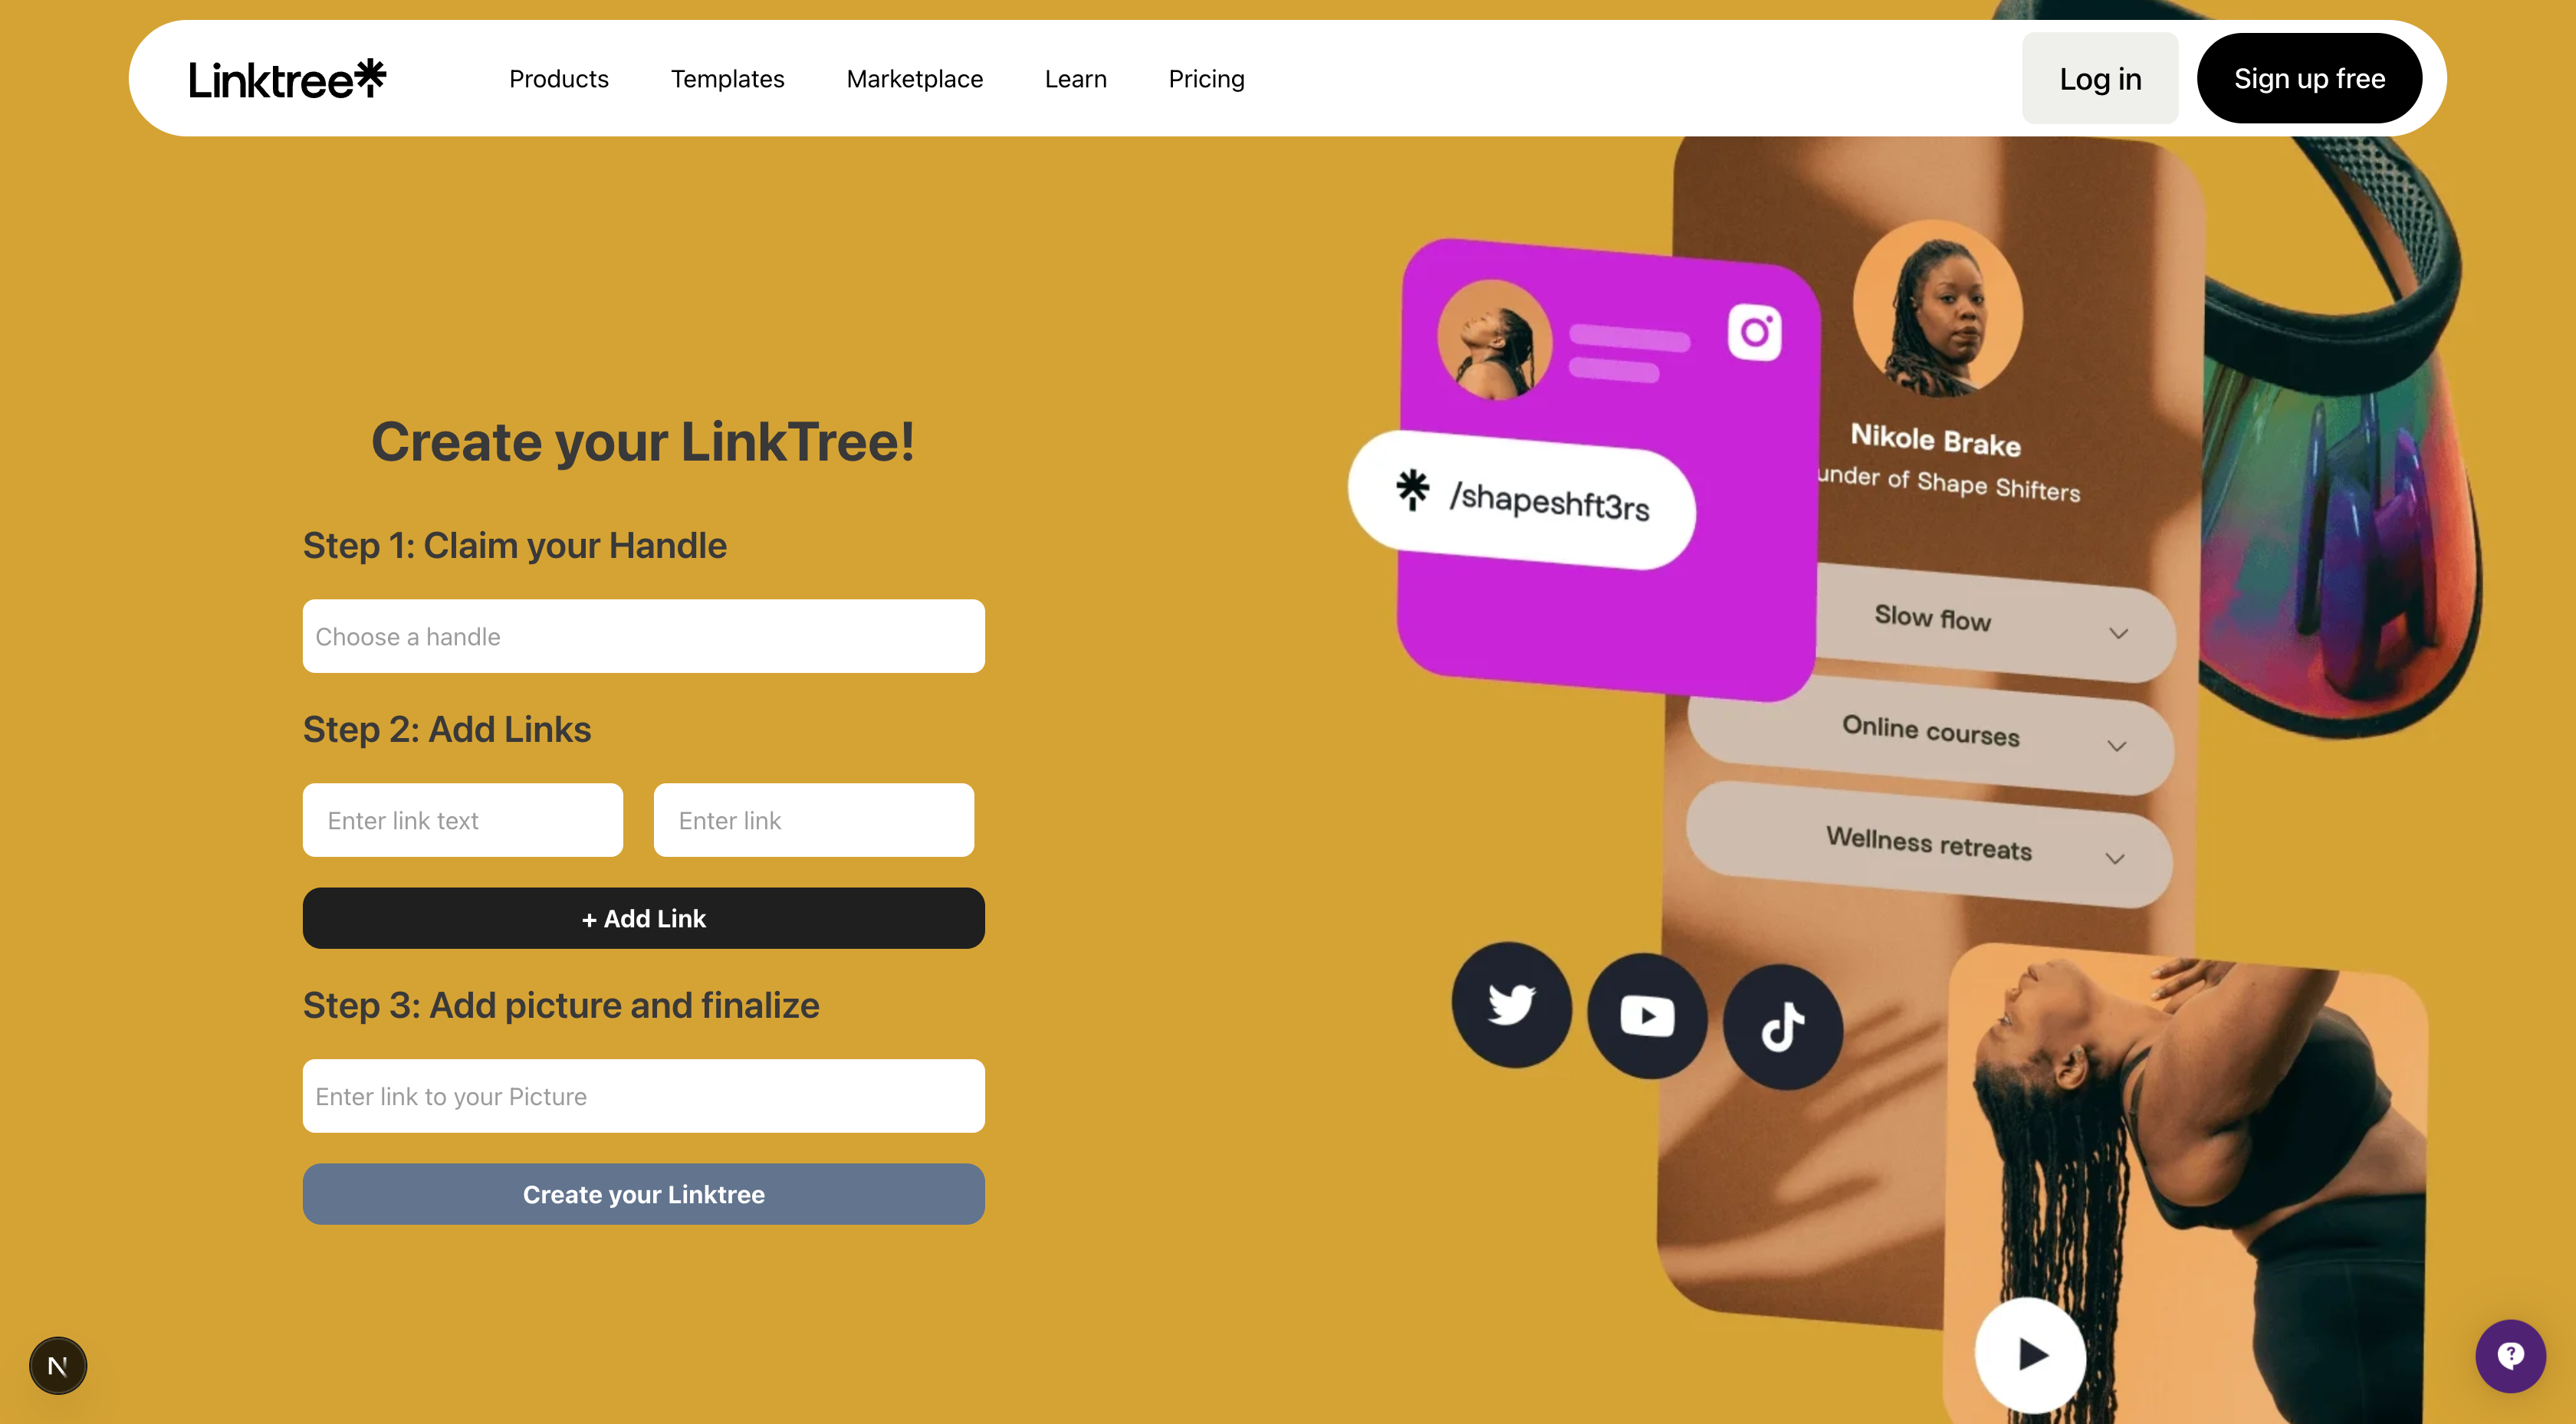 Linktree
Products
Templates
Marketplace
Learn
Pricing
Log in
Sign up free
Create your LinkTree!
Step 1: Claim your Handle
Choose a handle
Step 2: Add Links
Enter link text
Enter link
+ Add Link
Step 3: Add picture and finalize
Enter link to your Picture
Create your Linktree
/shapeshft3rs
Nikole Brake
under of Shape Shifters
Slow flow
Online courses
Wellness retreats
N
?